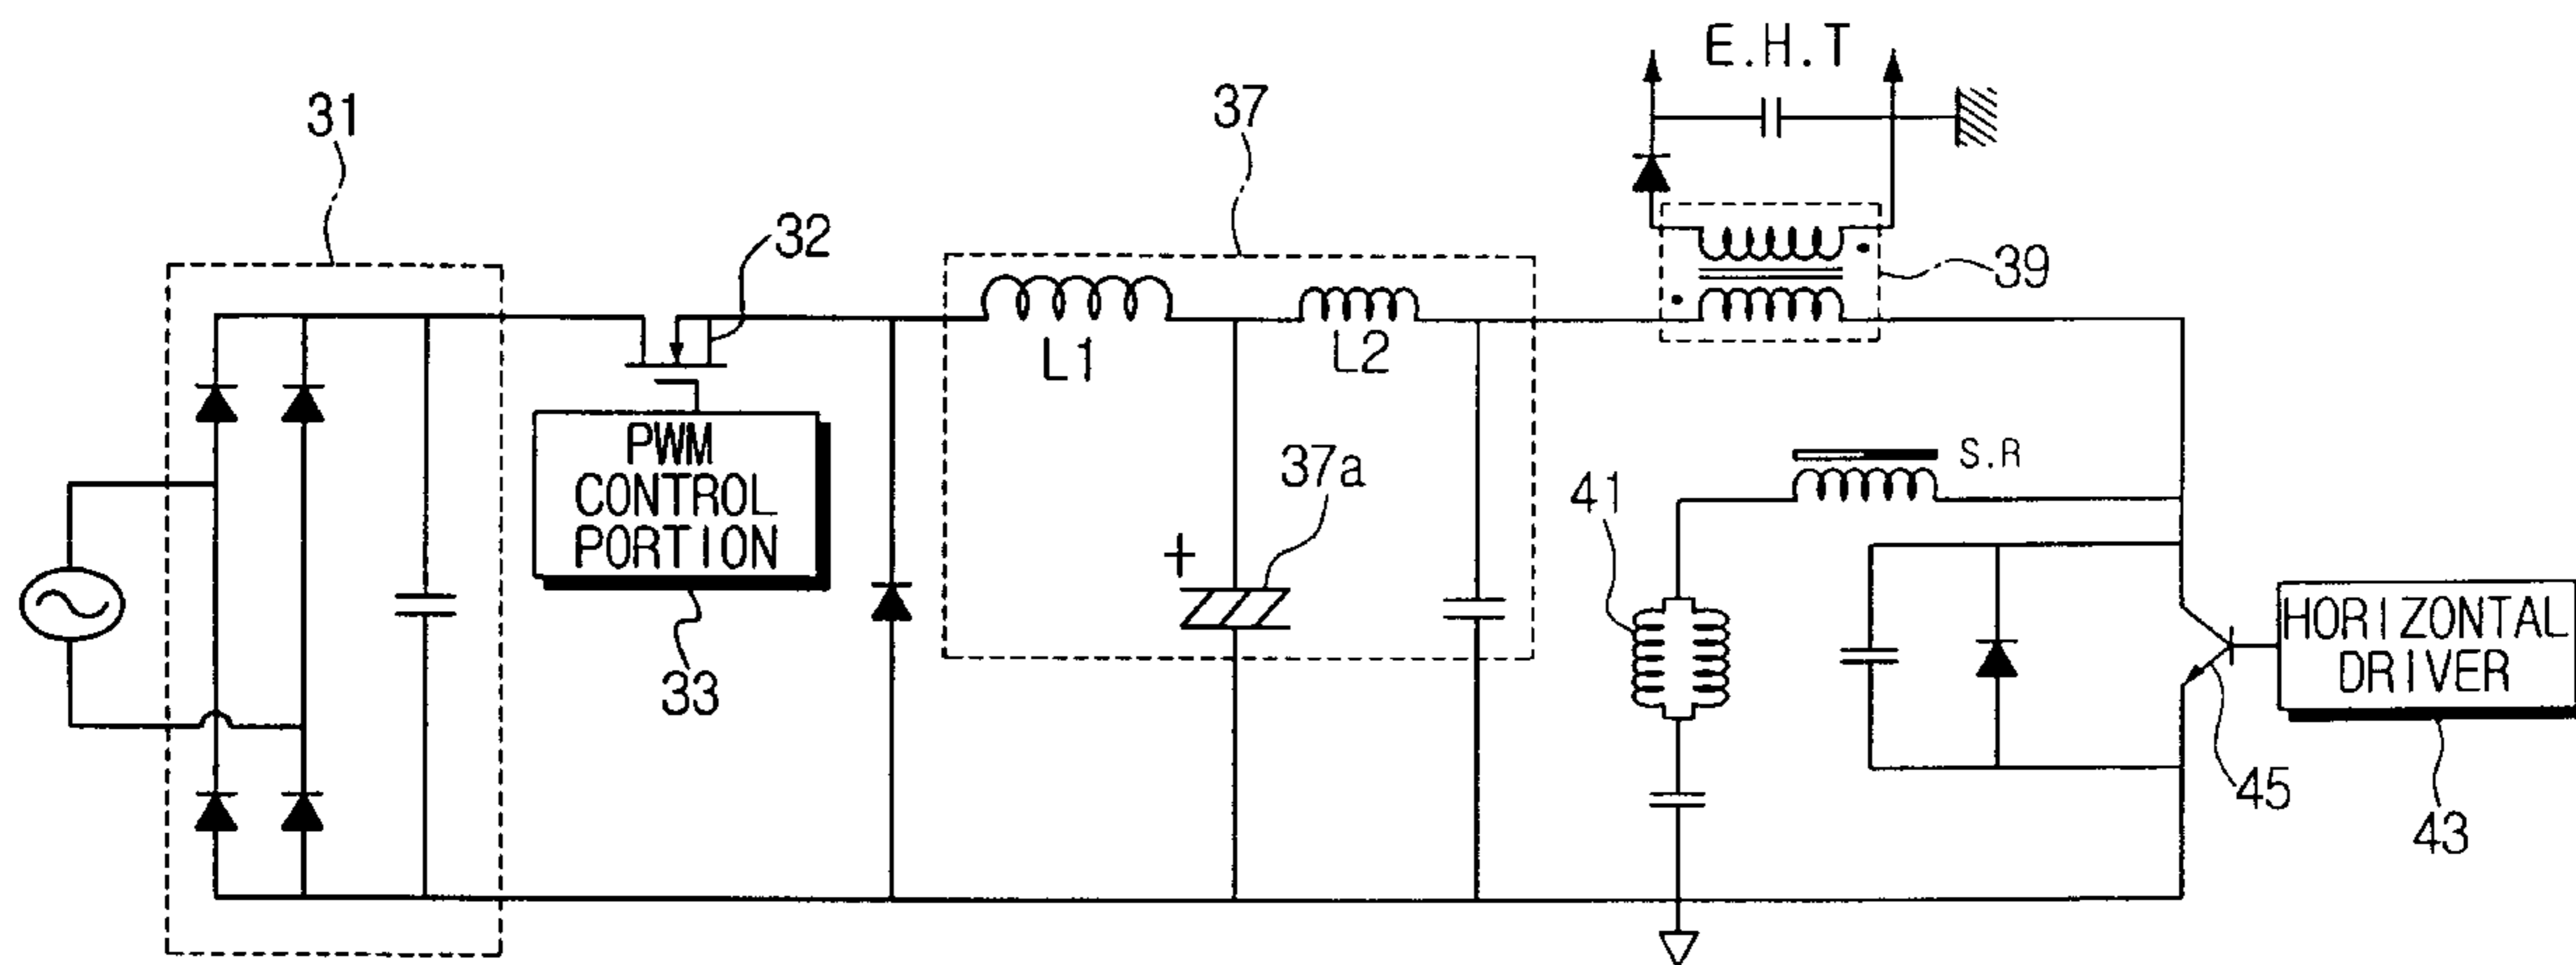 E.H.T
31
37
32
39
L1
L2
PWM
CONTROL
PORTION
S.R
37a
41
+
33
HORIZONTAL
DRIVER
45
43